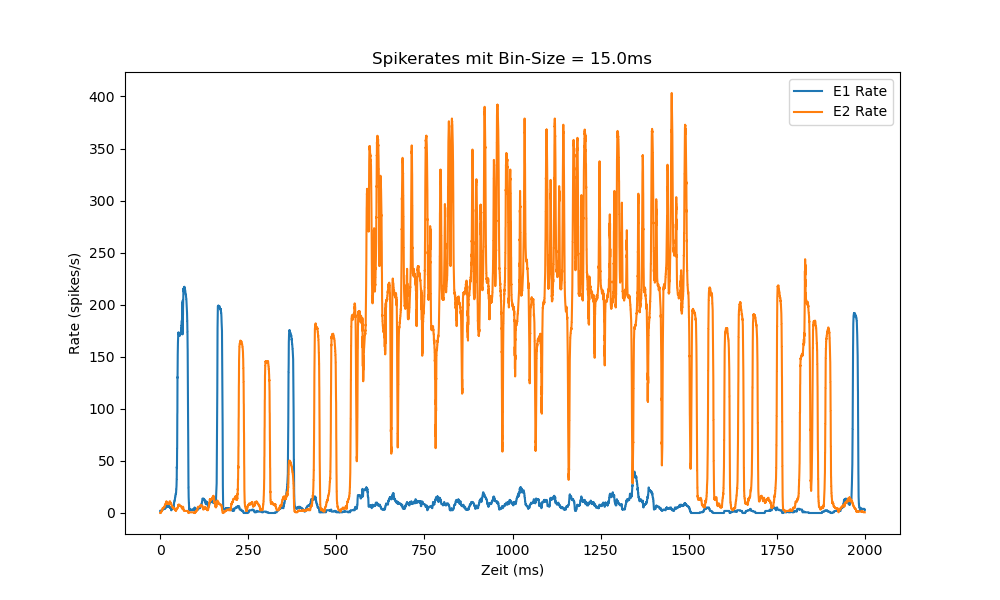 Spikerates mit Bin-Size = 15.0ms
E1 Rate
E2 Rate
400
350
300
250
200
150
100
50
0
Rate (spikes/s)
0 250 500 750 1000 1250 1500 1750 2000
Zeit (ms)